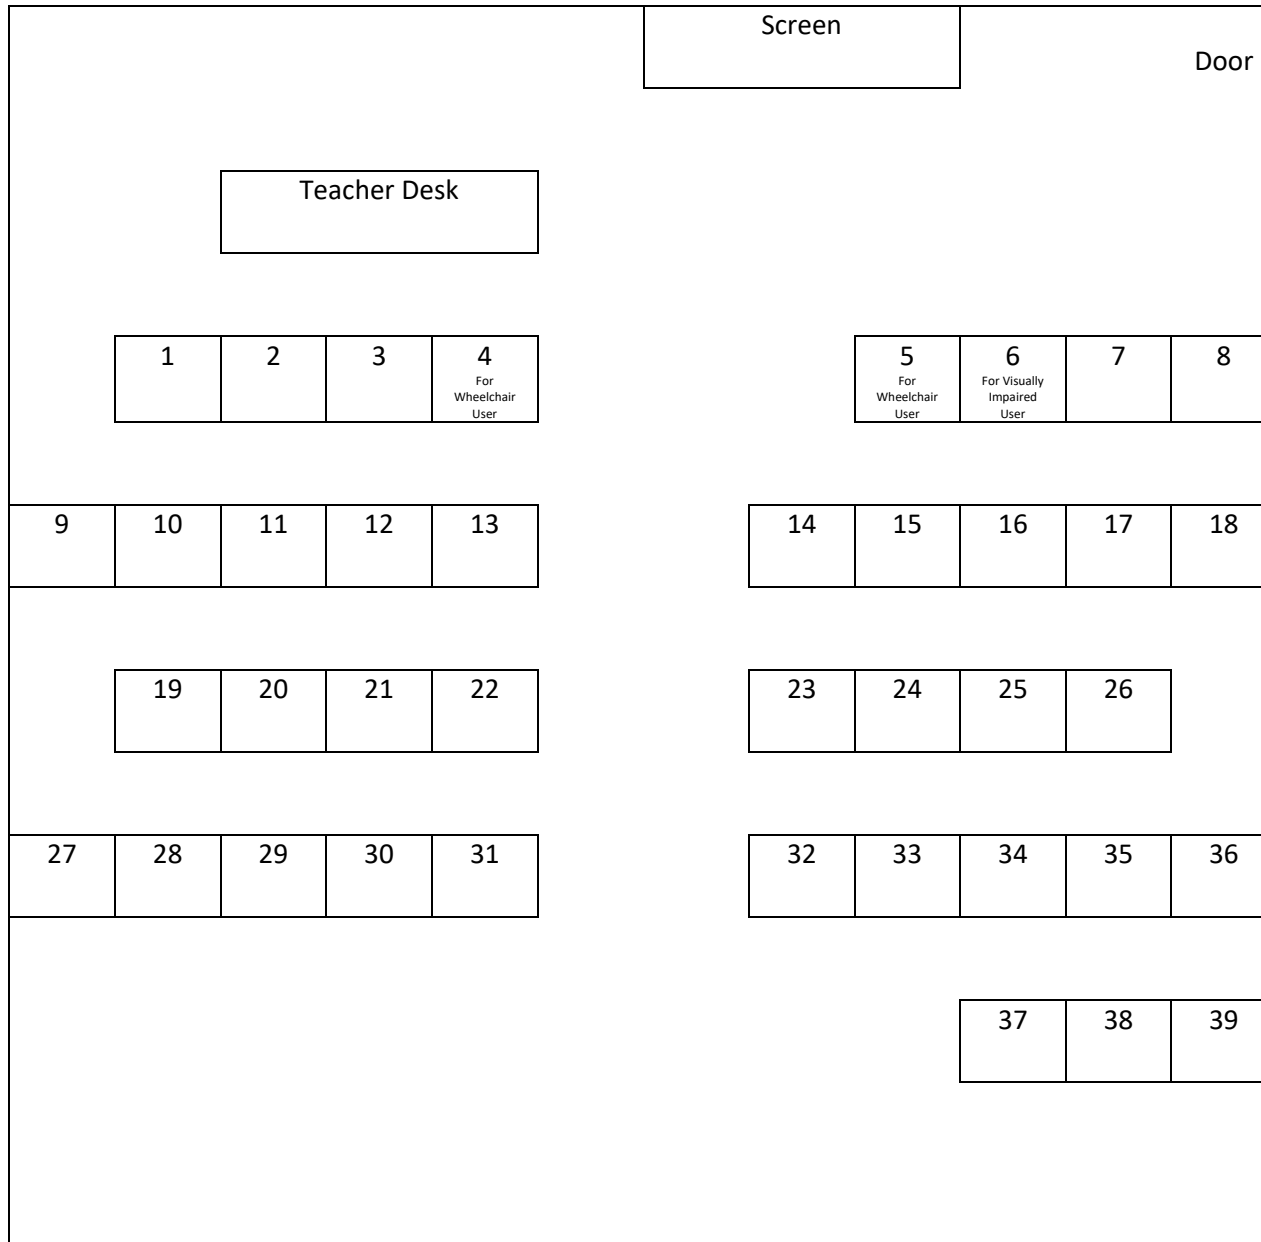 Screen
Door
Teacher Desk
1 2 3 4 5 6 7 8
For For For Visually
Wheelchair Wheelchair Impaired
User User User
9 10 11 12 13 14 15 16 17 18
19 20 21 22 23 24 25 26
27 28 29 30 31 32 33 34 35 36
37 38 39